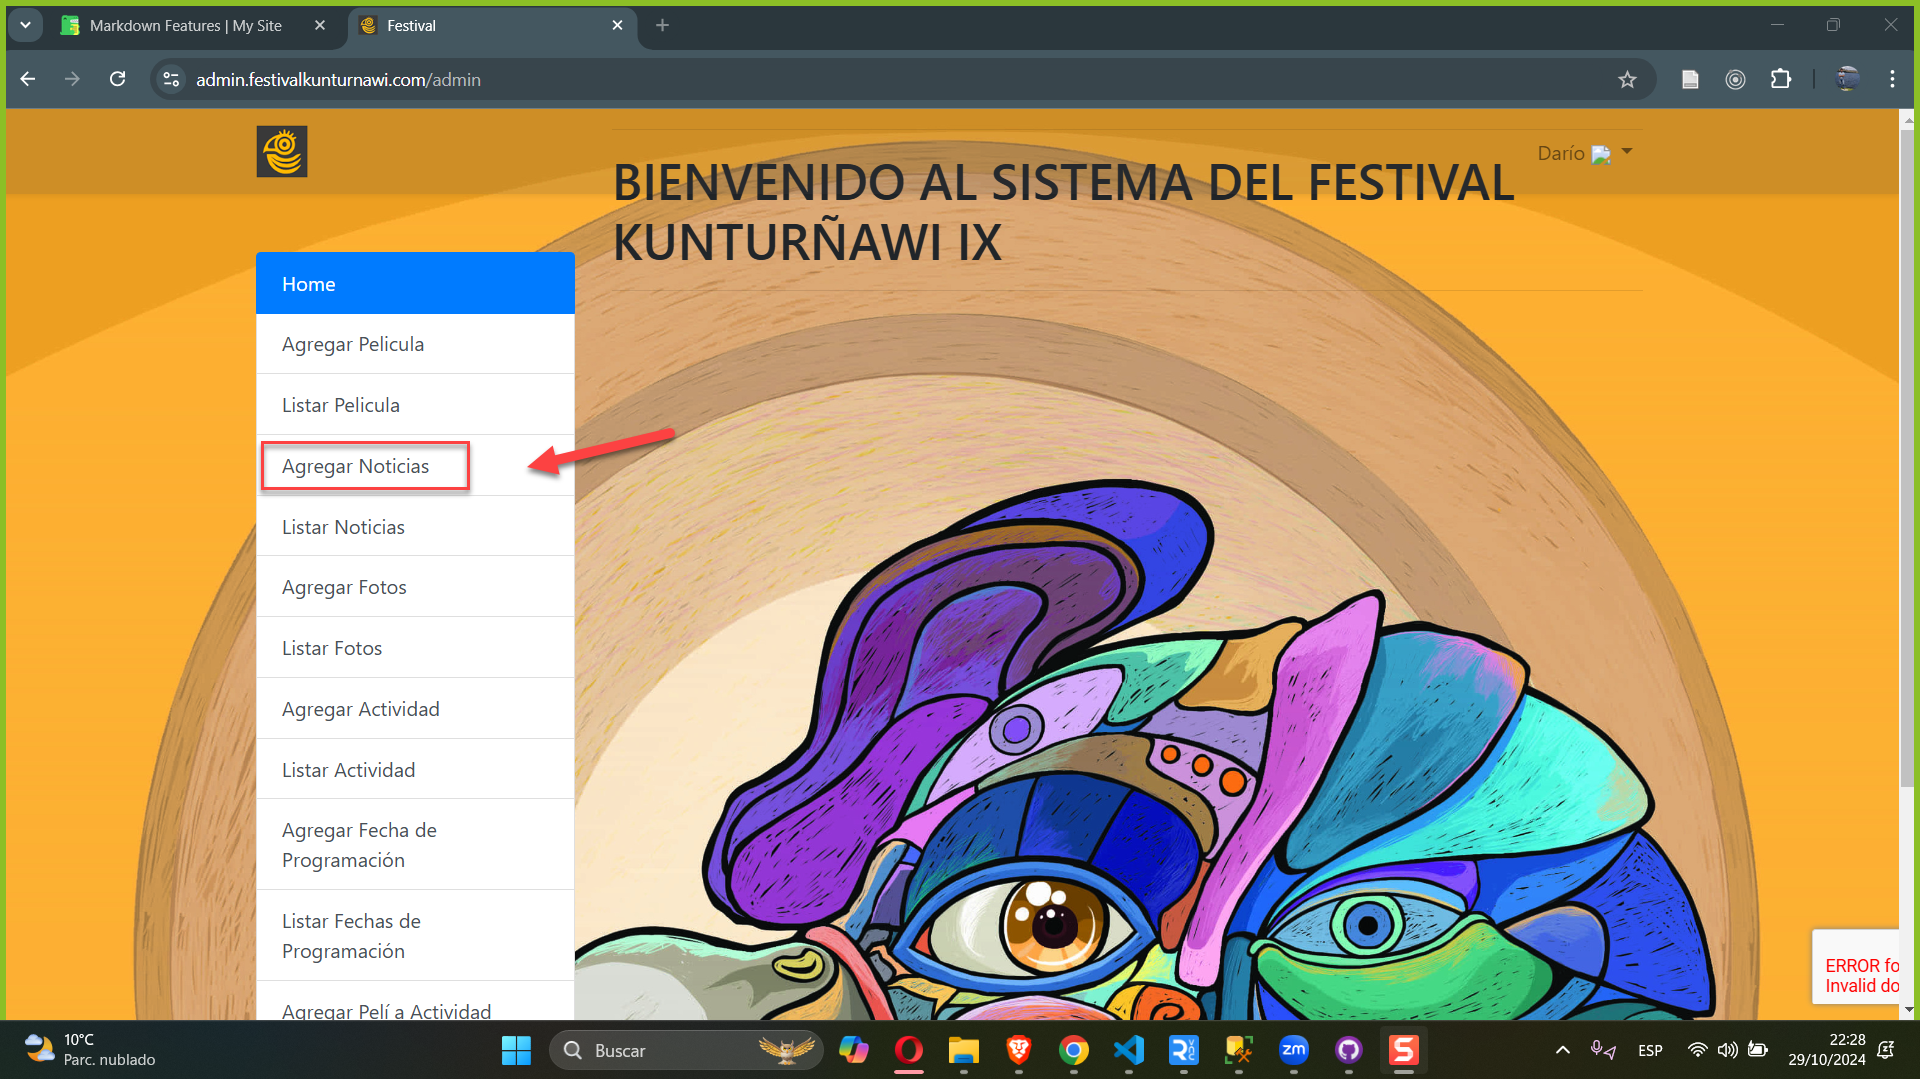 Markdown Features | My Site
Festival
admin.festivalkunturnawi.com/admin
Darío
BIENVENIDO AL SISTEMA DEL FESTIVAL
KUNTURÑAWI IX
Home
Agregar Pelicula
Listar Pelicula
Agregar Noticias
Listar Noticias
Agregar Fotos
Listar Fotos
Agregar Actividad
Listar Actividad
Agregar Fecha de
Programación
Listar Fechas de
Programación
Agregar Pelí a Actividad
ERROR fo
Invalid do
10°C
Parc. nublado
Buscar
zm
ESP
22:28
29/10/2024